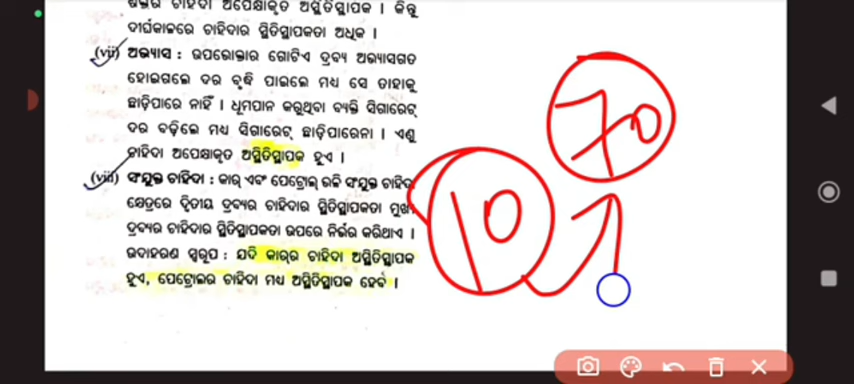 ଷଙ୍କର ଚାହିଦା ଅପେକ୍ଷାକୃତ ଅସ୍ଥିତିସ୍ଥାପକ । କିନ୍ତୁ
ଦୀର୍ଘକାଳରେ ଚାହିଦାର ସ୍ଥିତିସ୍ଥାପକତା ଅଧିକ ।
(vii) ଅଭ୍ୟାସ : ଉପଭୋକ୍ତାର ଗୋଟିଏ ଦ୍ରବ୍ୟ ଅଭ୍ୟାସଗତ
ହୋଇଗଲେ ଦର ବୃଦ୍ଧି ପାଇଲେ ମଧ୍ୟ ସେ ତାହାକୁ
ଛାଡ଼ିପାରେ ନାହିଁ । ଧୂମପାନ କରୁଥିବା ବ୍ୟକ୍ତି ସିଗାରେଟ୍
ଦର ବଢ଼ିଲେ ମଧ୍ୟ ସିଗାରେଟ୍ ଛାଡ଼ିପାରେନା । ଏଣୁ
ଚାହିଦା ଅପେକ୍ଷାକୃତ ଅସ୍ଥିତିସ୍ଥାପକ ହୁଏ ।
(viii) ସଂଯୁକ୍ତ ଚାହିଦା : କାର୍ ଏବଂ ପେଟ୍ରୋଲ୍ ଭଳି ସଂଯୁକ୍ତ ଚାହିଦା
କ୍ଷେତ୍ରରେ ଦ୍ୱିତୀୟ ଦ୍ରବ୍ୟର ଚାହିଦାର ସ୍ଥିତିସ୍ଥାପକତା ମୁଖ୍ୟ
ଦ୍ରବ୍ୟର ଚାହିଦାର ସ୍ଥିତିସ୍ଥାପକତା ଉପରେ ନିର୍ଭର କରିଥାଏ ।
ଉଦାହରଣ ସ୍ୱରୂପ : ଯଦି କାର୍‌ର ଚାହିଦା ଅସ୍ଥିତିସ୍ଥାପକ
ହୁଏ, ପେଟ୍ରୋଲର ଚାହିଦା ମଧ୍ୟ ଅସ୍ଥିତିସ୍ଥାପକ ହେବ ।
70
10